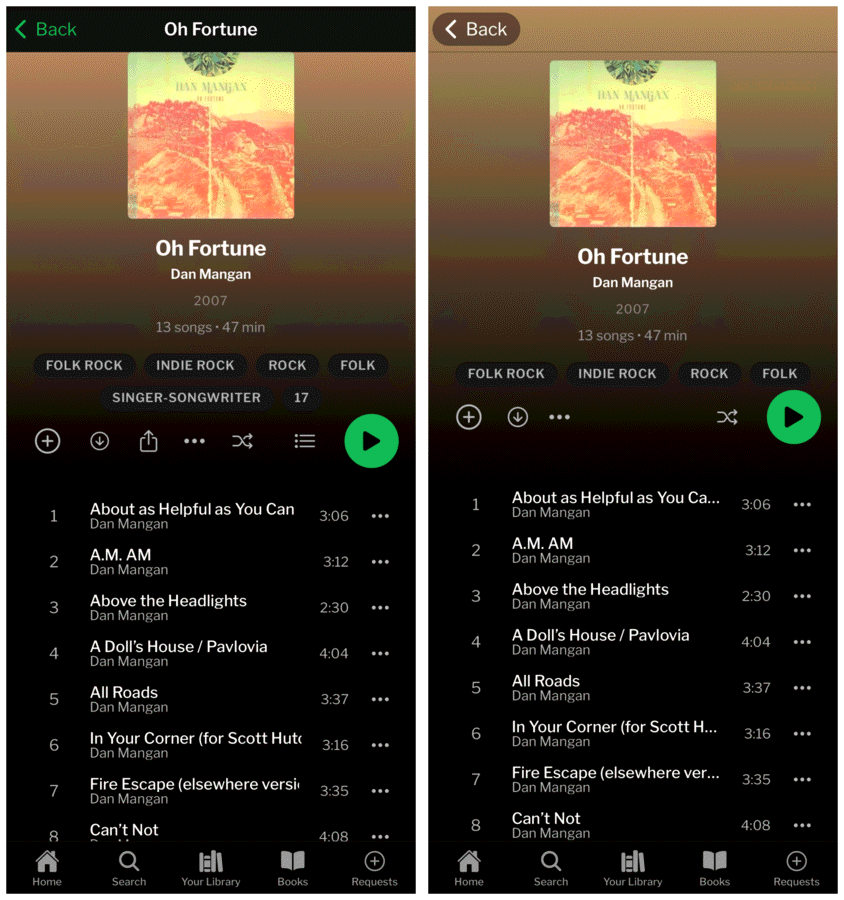 Back
Oh Fortune
DAN MANGAN
OH FORTUNE
Oh Fortune
Dan Mangan
2007
13 songs • 47 min
FOLK ROCK
INDIE ROCK
ROCK
FOLK
SINGER-SONGWRITER
17
1
About as Helpful as You Can
Dan Mangan
3:06
2
A.M. AM
Dan Mangan
3:12
3
Above the Headlights
Dan Mangan
2:30
4
A Doll’s House / Pavlovia
Dan Mangan
4:04
5
All Roads
Dan Mangan
3:37
6
In Your Corner (for Scott Hutc
Dan Mangan
3:16
7
Fire Escape (elsewhere versi
Dan Mangan
3:35
8
Can’t Not
Dan Mangan
4:08
Home
Search
Your Library
Books
Requests
Back
DAN MANGAN
OH FORTUNE
Oh Fortune
Dan Mangan
2007
13 songs • 47 min
FOLK ROCK
INDIE ROCK
ROCK
FOLK
1
About as Helpful as You Ca...
Dan Mangan
3:06
2
A.M. AM
Dan Mangan
3:12
3
Above the Headlights
Dan Mangan
2:30
4
A Doll’s House / Pavlovia
Dan Mangan
4:04
5
All Roads
Dan Mangan
3:37
6
In Your Corner (for Scott H...
Dan Mangan
3:16
7
Fire Escape (elsewhere ver...
Dan Mangan
3:35
8
Can’t Not
Dan Mangan
4:08
Home
Search
Your Library
Books
Requests